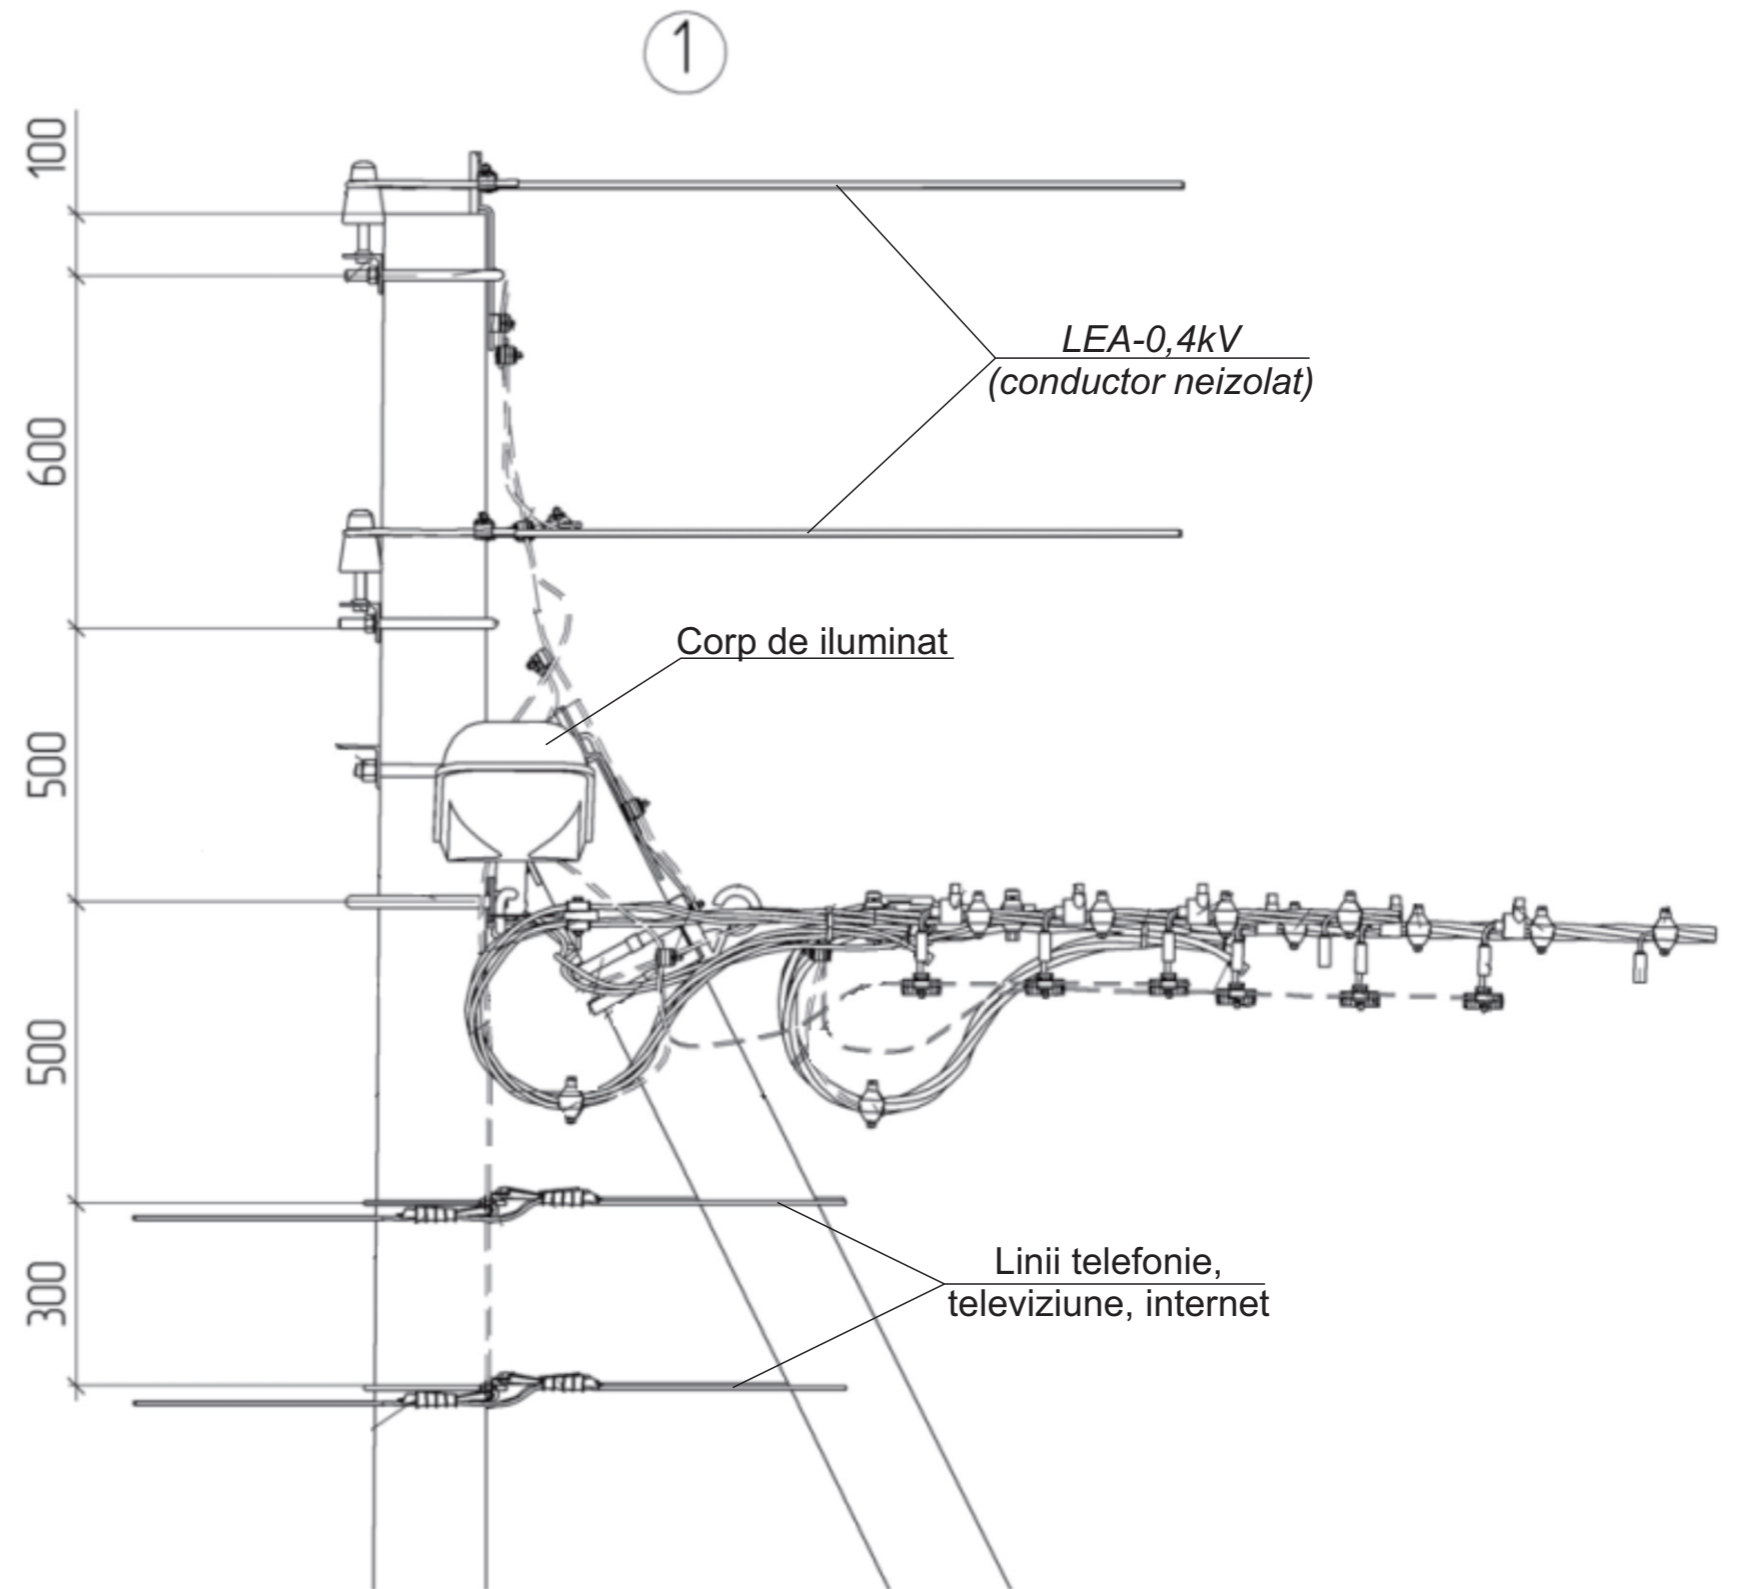 1
100
600
500
500
300
LEA-0,4kV
(conductor neizolat)
Corp de iluminat
Linii telefonie,
televiziune, internet